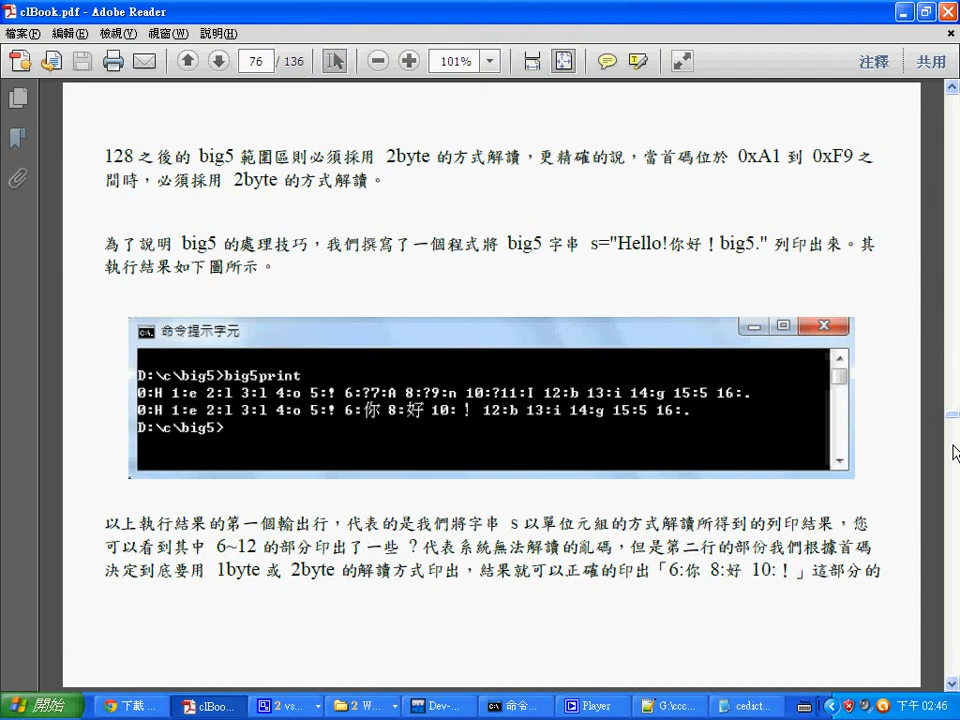 clBook.pdf - Adobe Reader
檔案(F) 編輯(E) 檢視(V) 視窗(W) 說明(H)
76 / 136 101% 注釋 共用
128 之後的 big5 範圍區則必須採用 2byte 的方式解讀，更精確的說，當首碼位於 0xA1 到 0xF9 之
間時，必須採用 2byte 的方式解讀。
為了說明 big5 的處理技巧，我們撰寫了一個程式將 big5 字串 s="Hello!你好！big5." 列印出來。其
執行結果如下圖所示。
命令提示字元
D:\c\big5>big5print
0:H 1:e 2:l 3:l 4:o 5:! 6:?7:A 8:?9:n 10:?11:I 12:b 13:i 14:g 15:5 16:.
0:H 1:e 2:l 3:l 4:o 5:! 6:你 8:好 10:！ 12:b 13:i 14:g 15:5 16:.
D:\c\big5>
以上執行結果的第一個輸出行，代表的是我們將字串 s 以單位元組的方式解讀所得到的列印結果，您
可以看到其中 6~12 的部分印出了一些 ? 代表系統無法解讀的亂碼，但是第二行的部份我們根據首碼
決定到底要用 1byte 或 2byte 的解讀方式印出，結果就可以正確的印出「6:你 8:好 10:！」這部分的
開始 下載 ... clBoo... 2 vs... 2 W... Dev-... 命令... Player G:\ccc... cedict... 下午 02:46